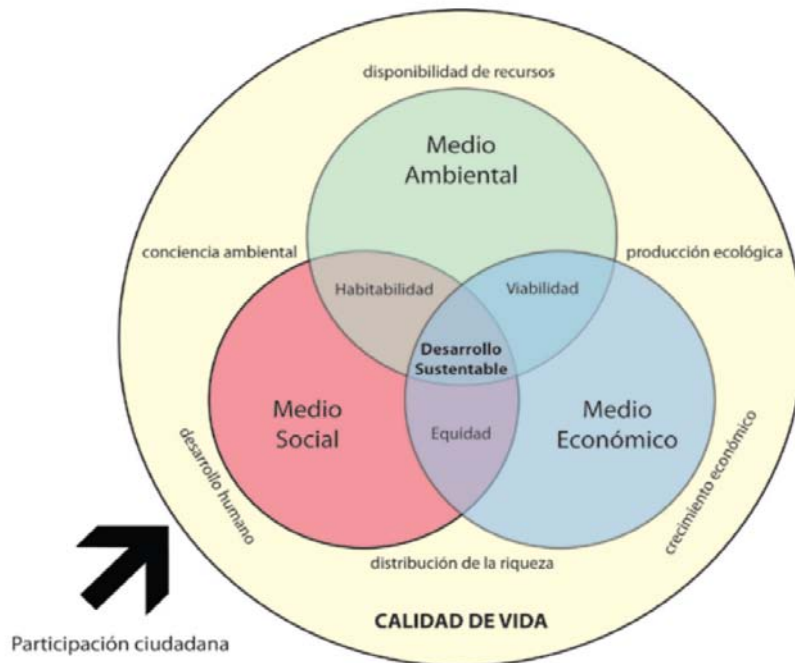 disponibilidad de recursos
Medio
Ambiental
conciencia ambiental
producción ecológica
Habitabilidad
Viabilidad
Desarrollo
Sustentable
Medio
Social
Medio
Económico
Equidad
desarrollo humano
crecimiento económico
distribución de la riqueza
CALIDAD DE VIDA
Participación ciudadana